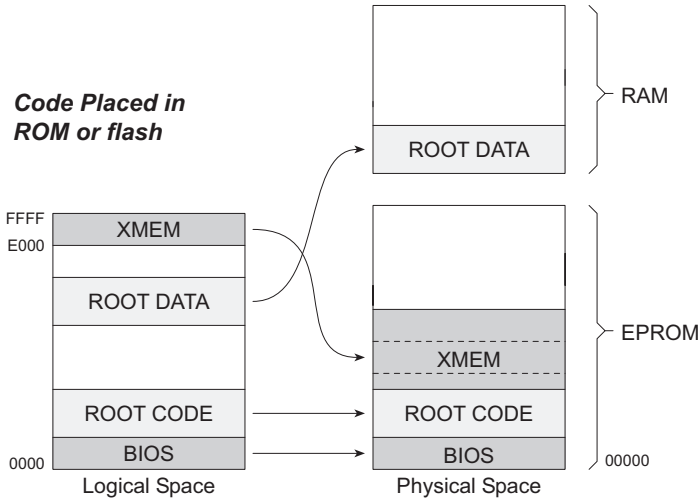 Code Placed in
ROM or flash
RAM
ROOT DATA
FFFF
XMEM
E000
ROOT DATA
EPROM
XMEM
ROOT CODE
ROOT CODE
BIOS
BIOS
0000
00000
Logical Space
Physical Space